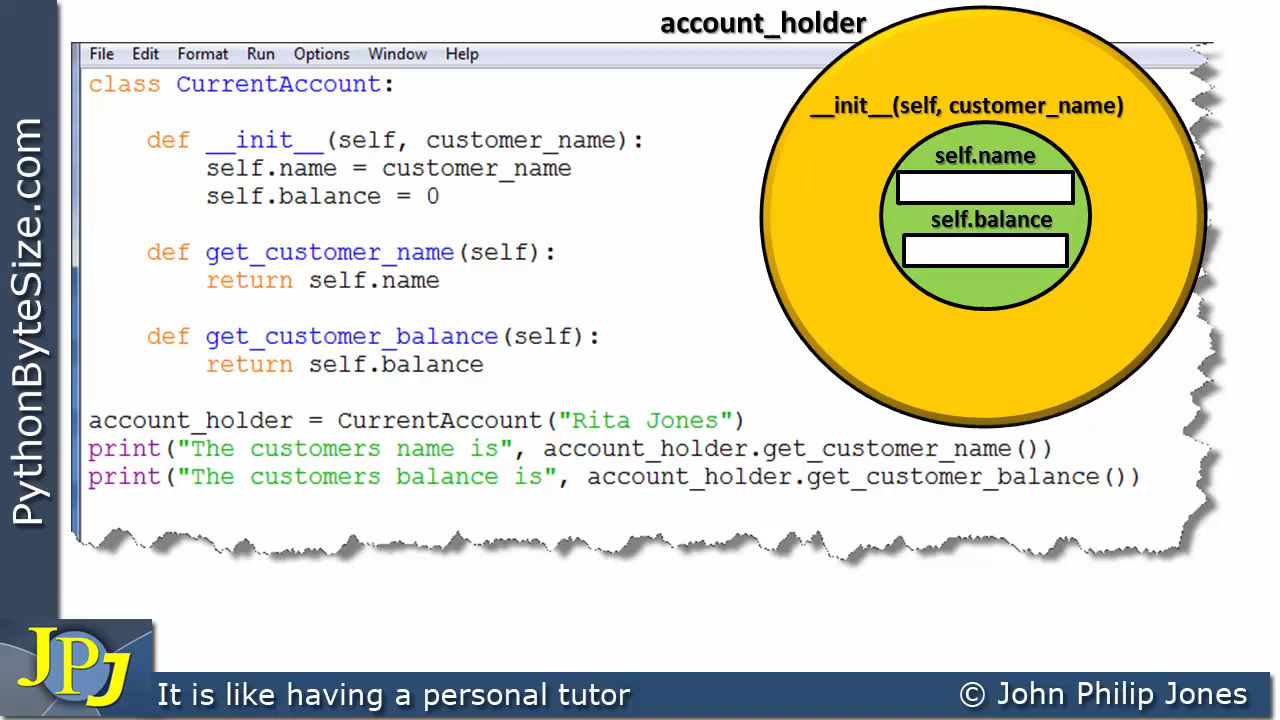 account_holder
File Edit Format Run Options Window Help
class CurrentAccount:
def __init__(self, customer_name):
self.name = customer_name
self.balance = 0
def get_customer_name(self):
return self.name
def get_customer_balance(self):
return self.balance
account_holder = CurrentAccount("Rita Jones")
print("The customers name is", account_holder.get_customer_name())
print("The customers balance is", account_holder.get_customer_balance())
__init__(self, customer_name)
self.name
self.balance
PythonByteSize.com
JPJ
It is like having a personal tutor
© John Philip Jones